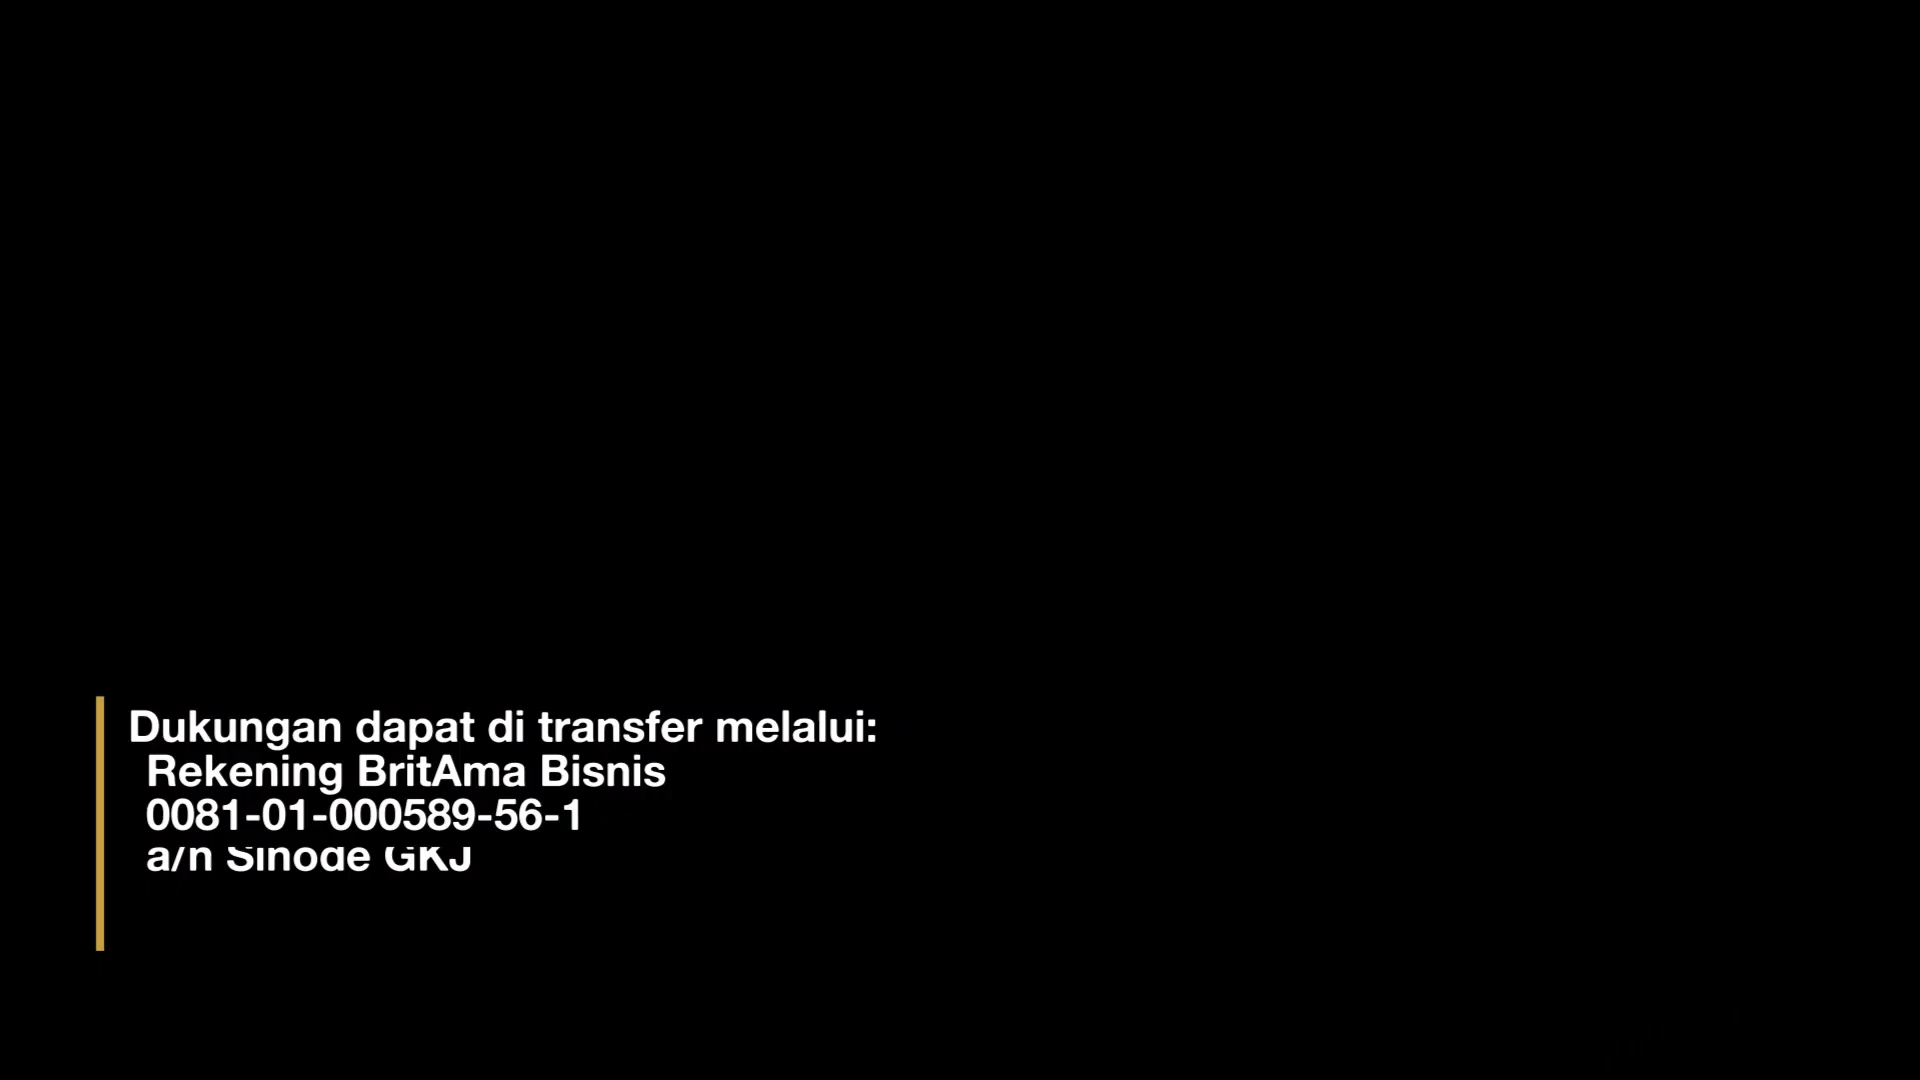 Dukungan dapat di transfer melalui:
Rekening BritAma Bisnis
0081-01-000589-56-1
a/n Sinode GKJ